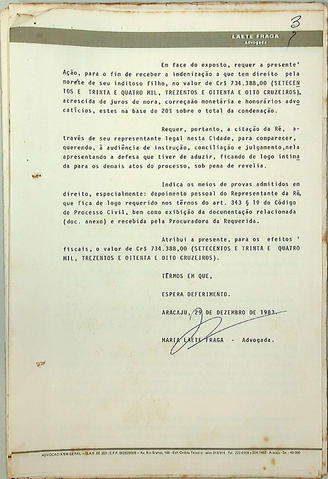 3
LAETE FRAGA
Advogada
Em face do exposto, requer a presente
Ação, para o fim de receber a indenização a que tem direito pela
morte de seu inditoso filho, no valor de Cr$ 734.388,00 (SETECEN
TOS E TRINTA E QUATRO MIL, TREZENTOS E OITENTA E OITO CRUZEIROS),
acrescida de juros de mora, correção monetária e honorários advo
catícios, estes na base de 20% sobre o total da condenação.
Requer, portanto, a citação da Ré, a-
través de seu representante legal nesta Cidade, para comparecer,
querendo, à audiência de instrução, conciliação e julgamento,nela
apresentando a defesa que tiver de aduzir, ficando de logo intima
da para os demais atos do processo, sob pena de revelia.
Indica os meios de provas admitidos em
direito, especialmente: depoimento pessoal do Representante da Ré,
que fica de logo requerido nos têrmos do art. 343 § 1º do Código
de Processo Civil, bem como exibição da documentação relacionada
(doc. anexo) e recebida pela Procuradora da Requerida.
Atribui a presente, para os efeitos
fiscais, o valor de Cr$ 734.388,00 (SETECENTOS E TRINTA E QUATRO
MIL, TREZENTOS E OITENTA E OITO CRUZEIROS).
TÊRMOS EM QUE,
ESPERA DEFERIMENTO.
ARACAJU, 29 DE DEZEMBRO DE 1983.
MARIA LAETE FRAGA - Advogada.
ADVOCACIA EM GERAL